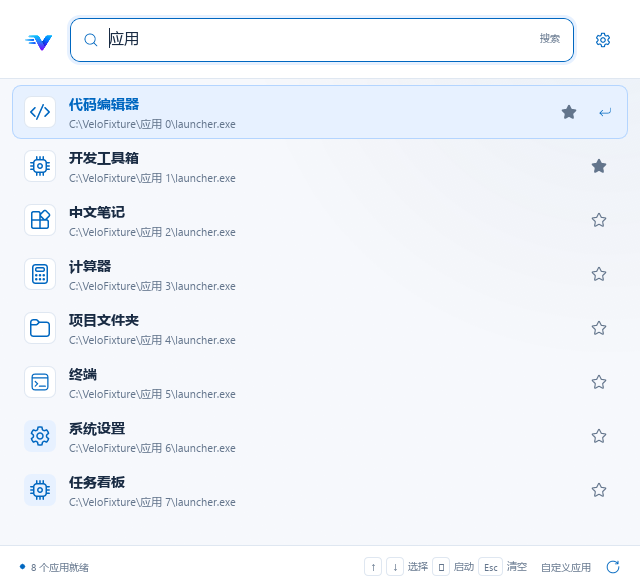 应用
搜索
代码编辑器
C:\VeloFixture\应用 0\launcher.exe
开发工具箱
C:\VeloFixture\应用 1\launcher.exe
中文笔记
C:\VeloFixture\应用 2\launcher.exe
计算器
C:\VeloFixture\应用 3\launcher.exe
项目文件夹
C:\VeloFixture\应用 4\launcher.exe
终端
C:\VeloFixture\应用 5\launcher.exe
系统设置
C:\VeloFixture\应用 6\launcher.exe
任务看板
C:\VeloFixture\应用 7\launcher.exe
8 个应用就绪
↑ ↓ 选择 启动 Esc 清空 自定义应用